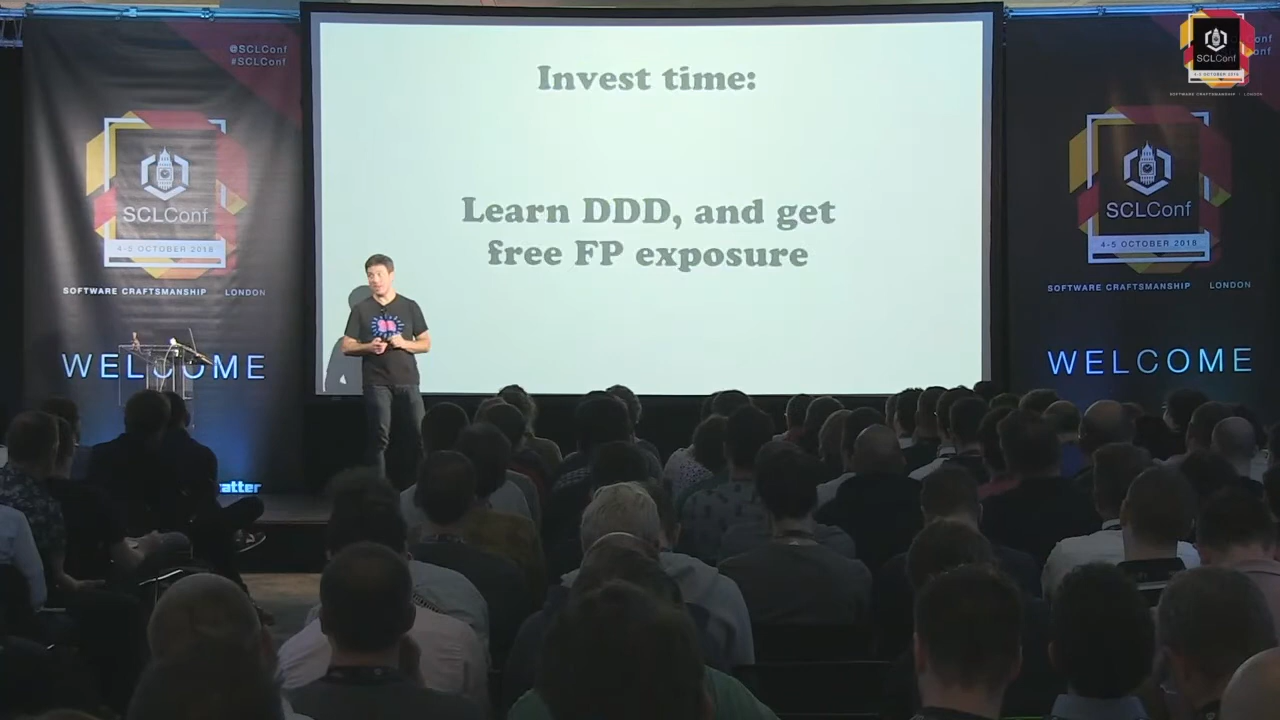 @SCLConf
#SCLConf
SCLConf
4-5 OCTOBER 2018
SOFTWARE CRAFTSMANSHIP LONDON
WELCOME
Invest time:
Learn DDD, and get
free FP exposure
SCLConf
4-5 OCTOBER 2018
SOFTWARE CRAFTSMANSHIP LONDON
SCLConf
4-5 OCTOBER 2018
SOFTWARE CRAFTSMANSHIP LONDON
WELCOME